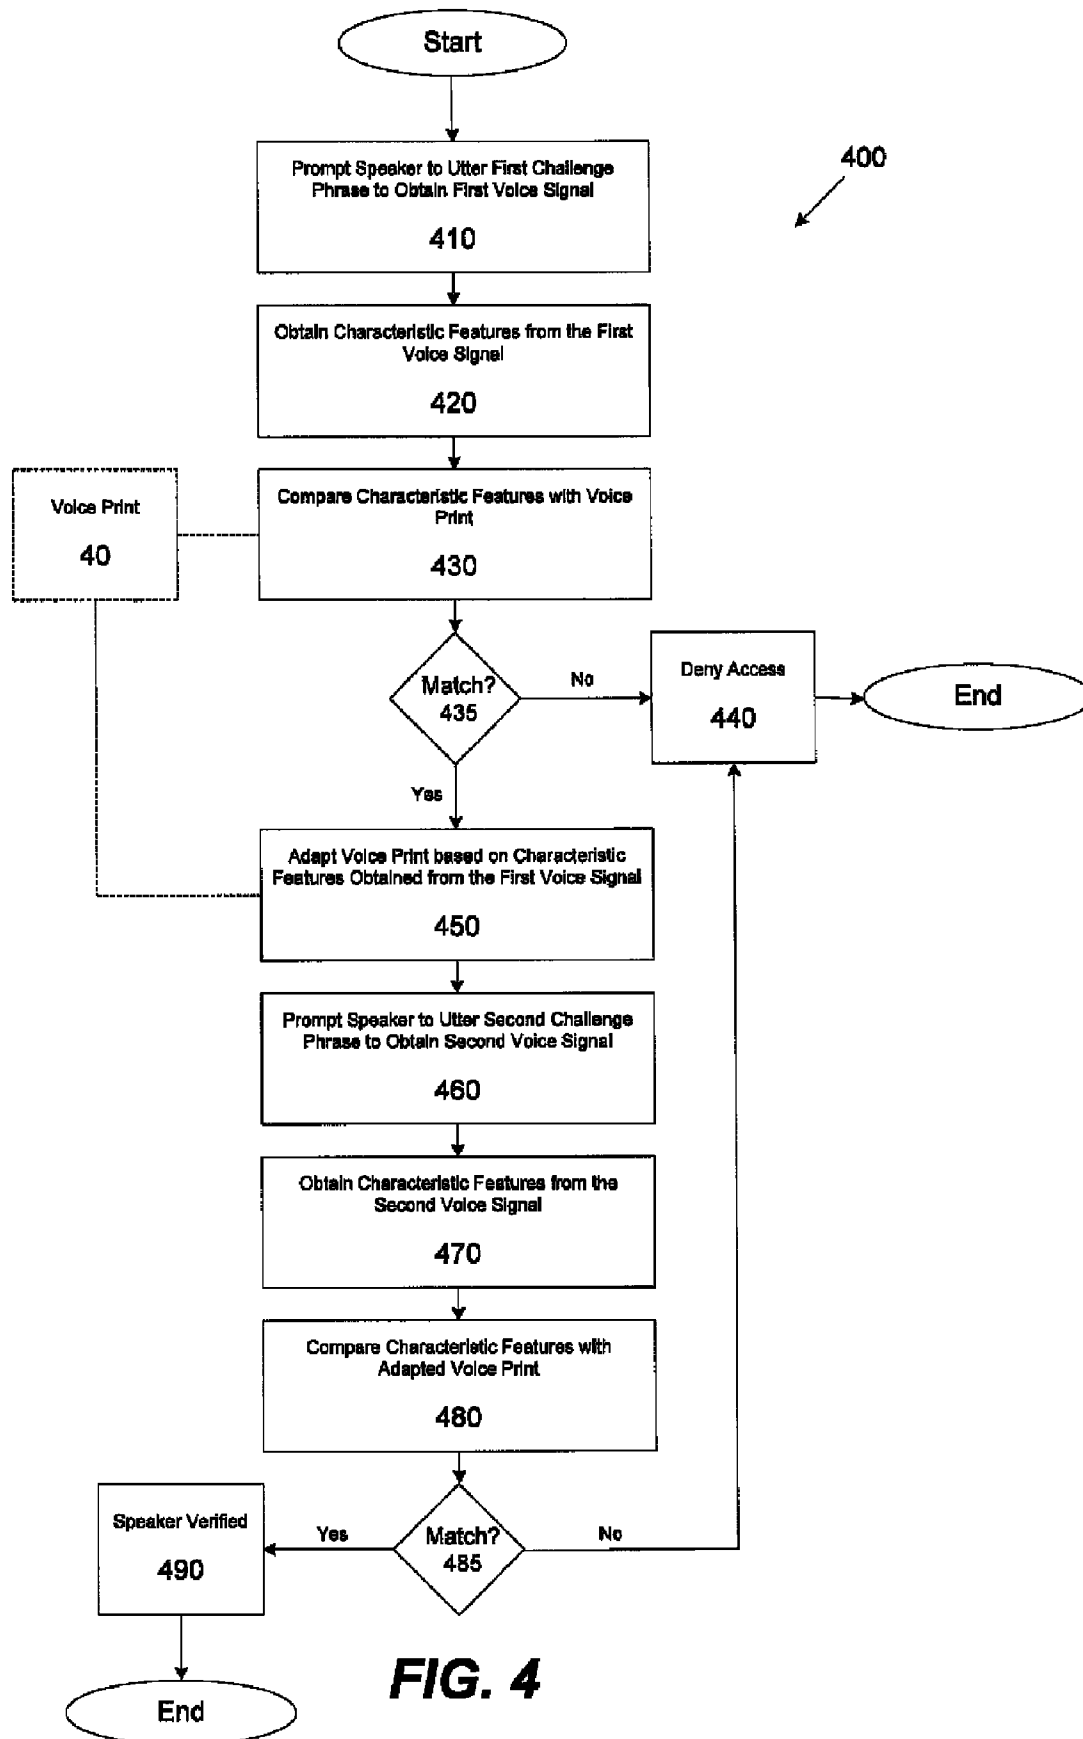 Start
Prompt Speaker to Utter First Challenge
Phrase to Obtain First Voice Signal
410
400
Obtain Characteristic Features from the First
Voice Signal
420
Voice Print
40
Compare Characteristic Features with Voice
Print
430
Match?
435
No
Deny Access
440
End
Yes
Adapt Voice Print based on Characteristic
Features Obtained from the First Voice Signal
450
Prompt Speaker to Utter Second Challenge
Phrase to Obtain Second Voice Signal
460
Obtain Characteristic Features from the
Second Voice Signal
470
Compare Characteristic Features with
Adapted Voice Print
480
Speaker Verified
490
Yes
Match?
485
No
End
FIG. 4